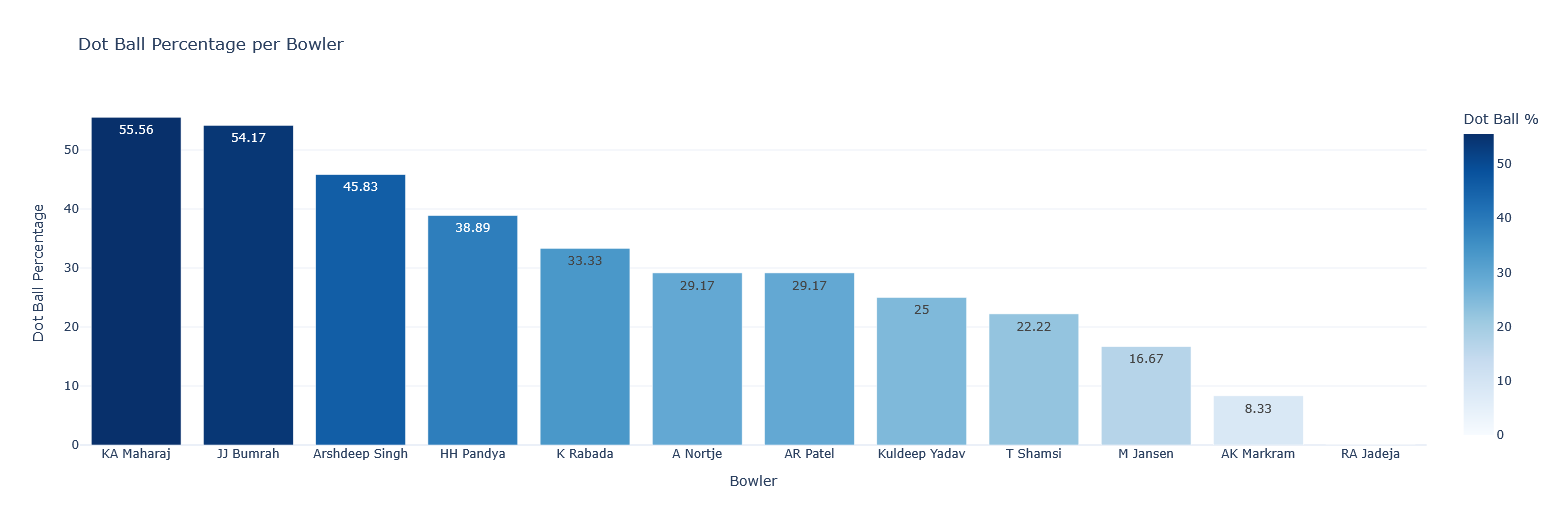 Dot Ball Percentage per Bowler
Dot Ball Percentage
50
40
30
20
10
0
55.56
54.17
45.83
38.89
33.33
29.17
29.17
25
22.22
16.67
8.33
KA Maharaj
JJ Bumrah
Arshdeep Singh
HH Pandya
K Rabada
A Nortje
AR Patel
Kuldeep Yadav
T Shamsi
M Jansen
AK Markram
RA Jadeja
Bowler
Dot Ball %
50
40
30
20
10
0